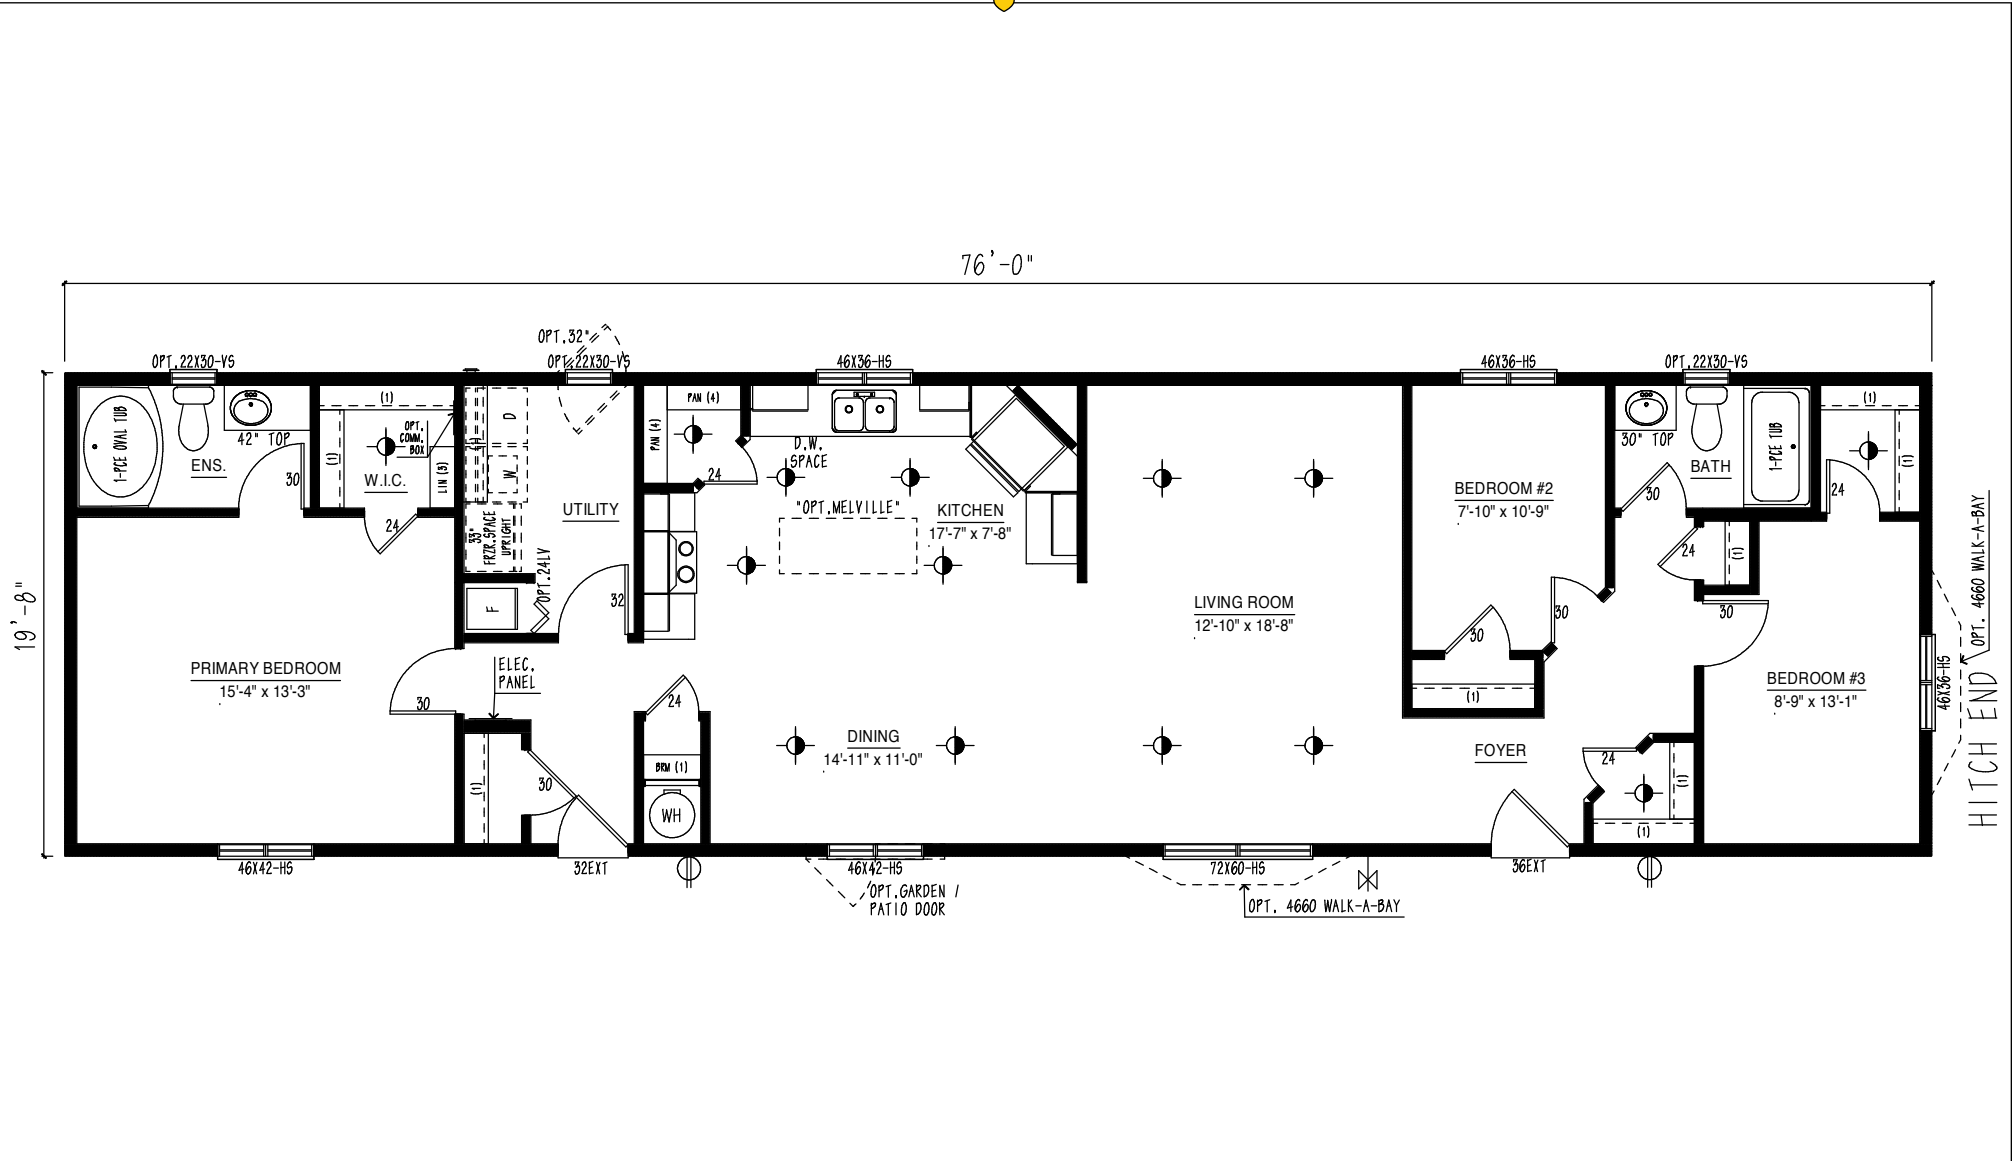 76'-0"
19'-8"
OPT.22X30-VS
OPT.32"
OPT.22X30-VS
46X36-HS
46X36-HS
OPT.22X30-VS
1-PCE OVAL TUB
42" TOP
ENS.
30
(1)
(1)
OPT.
COMM.
BOX
LIN (3)
W.I.C.
24
(1)
D
W
33"
FRZR.SPACE
UPRIGHT
UTILITY
OPT.24LV
F
32
PAN (4)
PAN (4)
24
D.W.
SPACE
"OPT.MELVILLE"
KITCHEN
17'-7" x 7'-8"
LIVING ROOM
12'-10" x 18'-8"
BEDROOM #2
7'-10" x 10'-9"
30
(1)
30
30" TOP
BATH
1-PCE TUB
30
24
(1)
(1)
(1)
24
30
BEDROOM #3
8'-9" x 13'-1"
OPT. 4660 WALK-A-BAY
46X36-HS
HITCH END
PRIMARY BEDROOM
15'-4" x 13'-3"
30
ELEC.
PANEL
(1)
30
24
BRM (1)
WH
DINING
14'-11" x 11'-0"
FOYER
24
(1)
(1)
46X42-HS
32EXT
46X42-HS
OPT.GARDEN /
PATIO DOOR
72X60-HS
OPT. 4660 WALK-A-BAY
36EXT